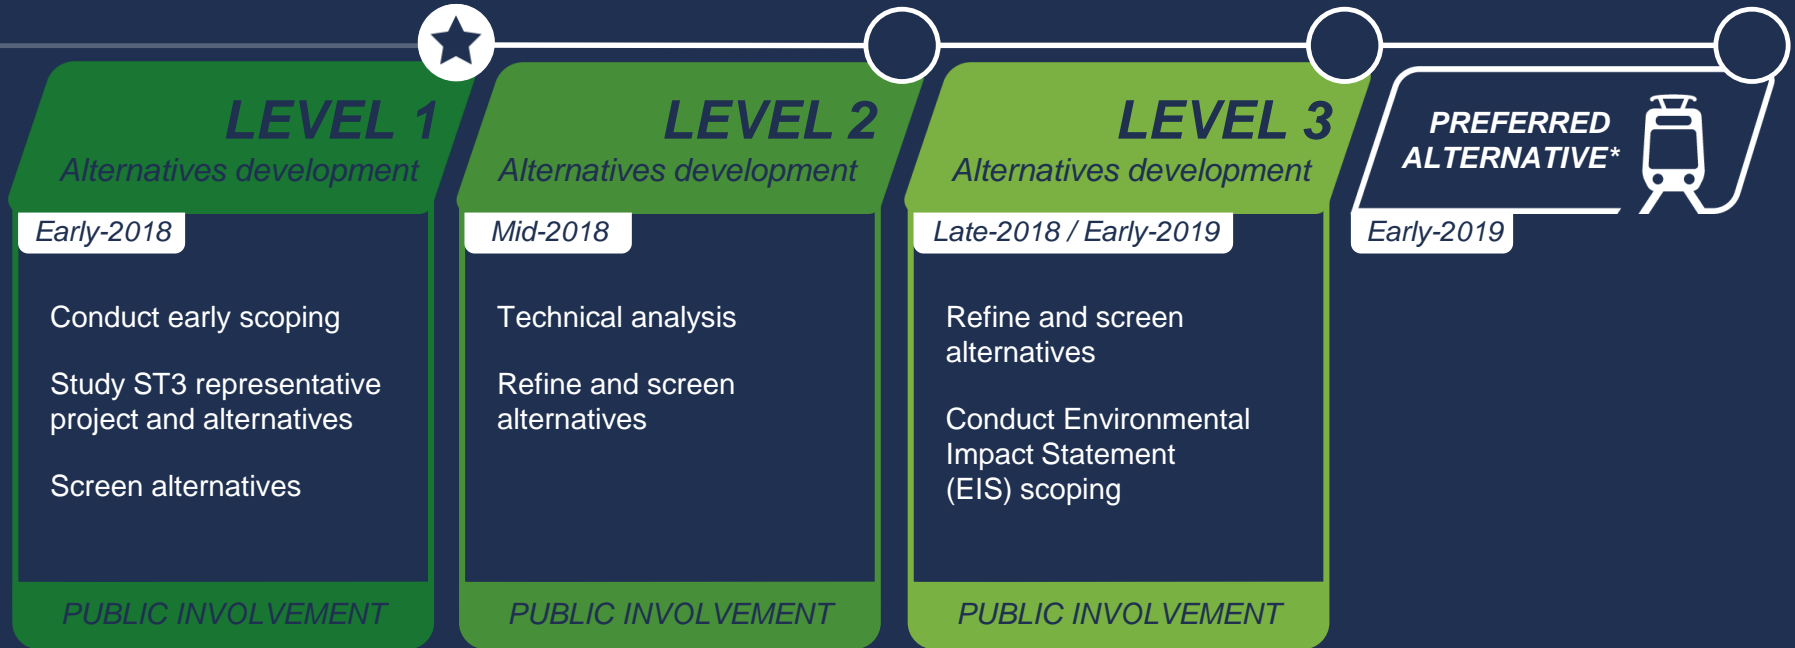 LEVEL 1
Alternatives development
Early-2018
Conduct early scoping
Study ST3 representative
project and alternatives
Screen alternatives
PUBLIC INVOLVEMENT
LEVEL 2
Alternatives development
Mid-2018
Technical analysis
Refine and screen
alternatives
PUBLIC INVOLVEMENT
LEVEL 3
Alternatives development
Late-2018 / Early-2019
Refine and screen
alternatives
Conduct Environmental
Impact Statement
(EIS) scoping
PUBLIC INVOLVEMENT
PREFERRED
ALTERNATIVE*
Early-2019